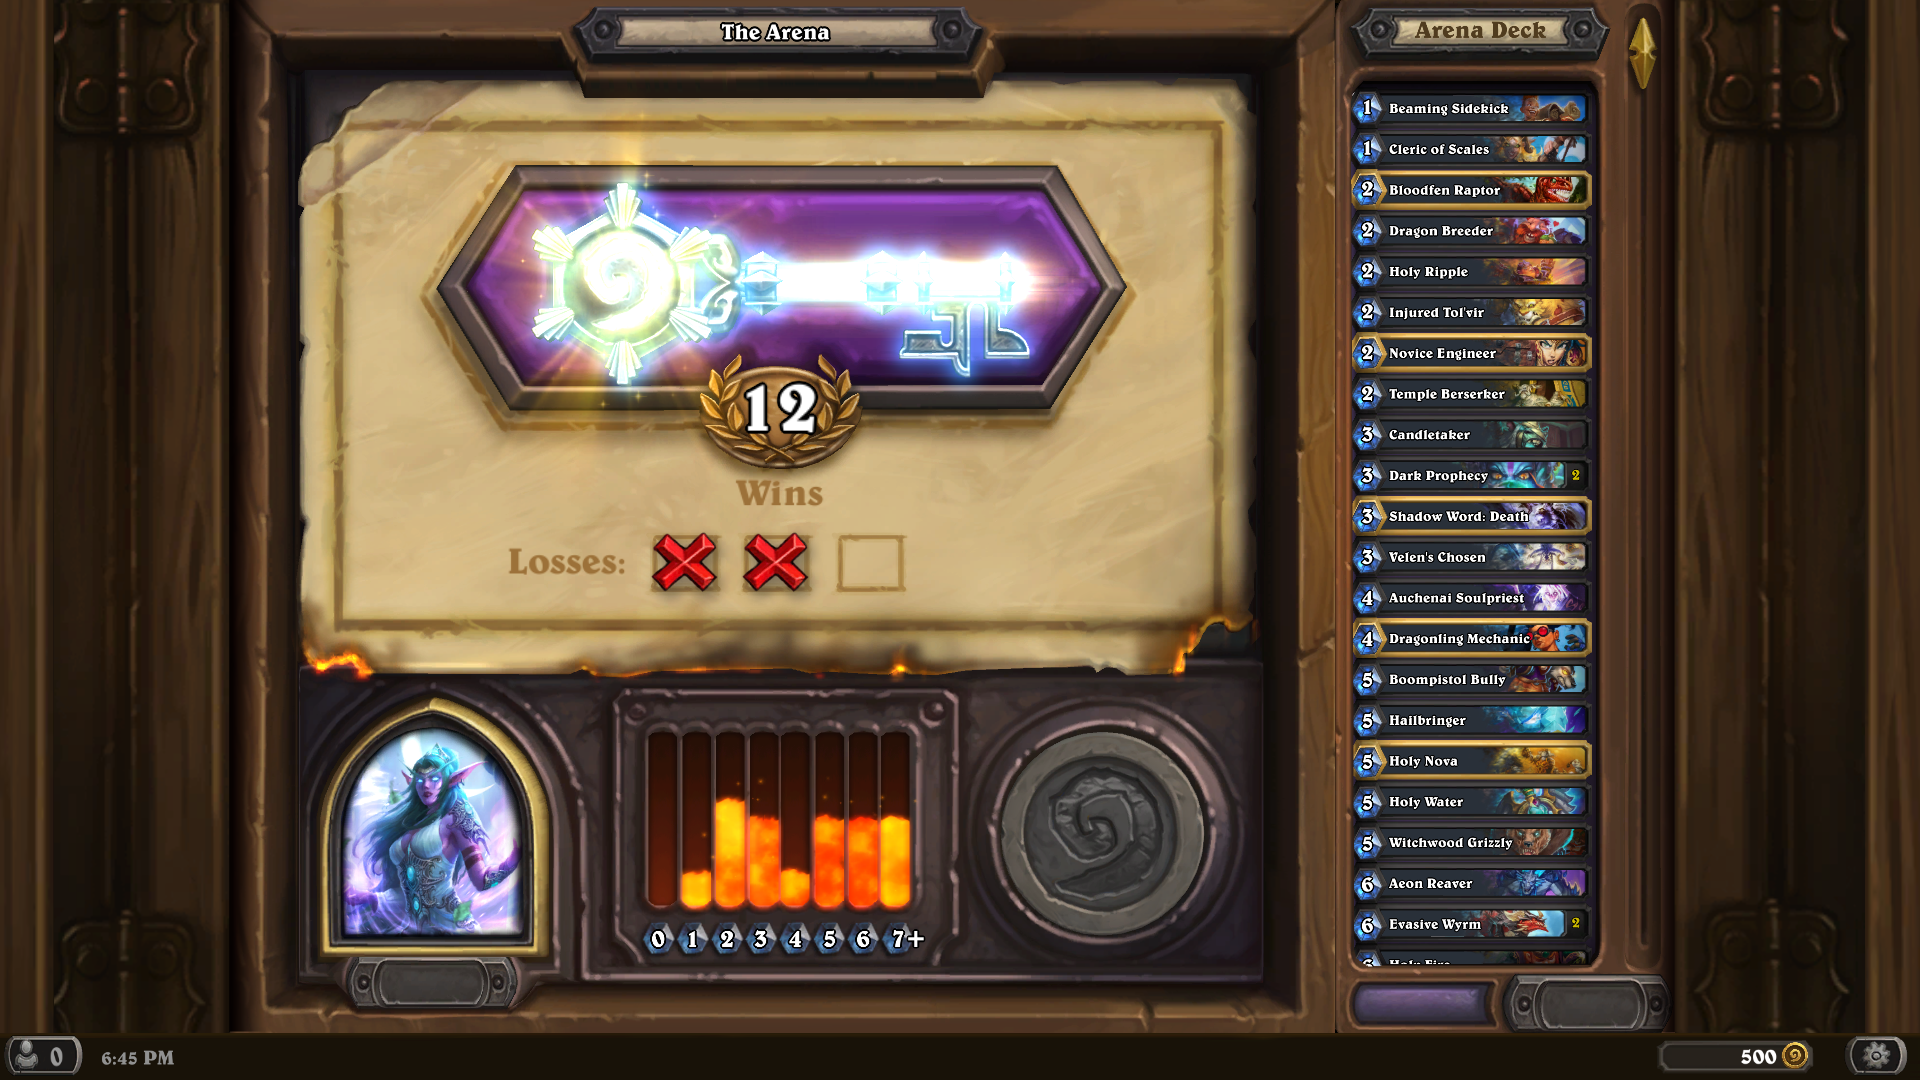 The Arena
12
Wins
Losses:
0 1 2 3 4 5 6 7+
Arena Deck
1 Beaming Sidekick
1 Cleric of Scales
2 Bloodfen Raptor
2 Dragon Breeder
2 Holy Ripple
2 Injured Tol'vir
2 Novice Engineer
2 Temple Berserker
3 Candletaker
3 Dark Prophecy 2
3 Shadow Word: Death
3 Velen's Chosen
4 Auchenai Soulpriest
4 Dragonling Mechanic
5 Boompistol Bully
5 Hailbringer
5 Holy Nova
5 Holy Water
5 Witchwood Grizzly
6 Aeon Reaver
6 Evasive Wyrm 2
6 Holy Fire
0
6:45 PM
500